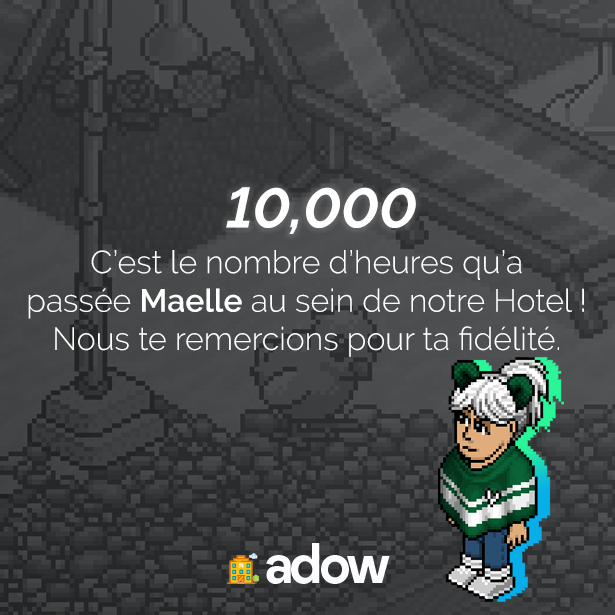 10,000
C'est le nombre d'heures qu'a
passée Maelle au sein de notre Hotel !
Nous te remercions pour ta fidélité.
adow